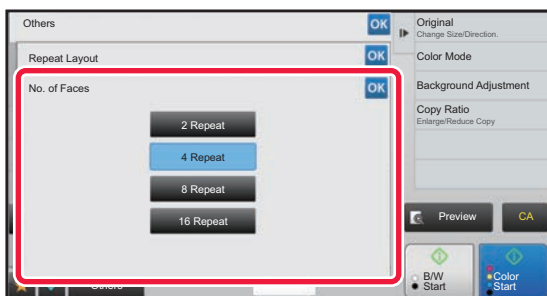 Others
OK
Repeat Layout
OK
No. of Faces
OK
2 Repeat
4 Repeat
8 Repeat
16 Repeat
Others
Original
Change Size/Direction.
Color Mode
Background Adjustment
Copy Ratio
Enlarge/Reduce Copy
Preview
CA
B/W
Start
Color
Start